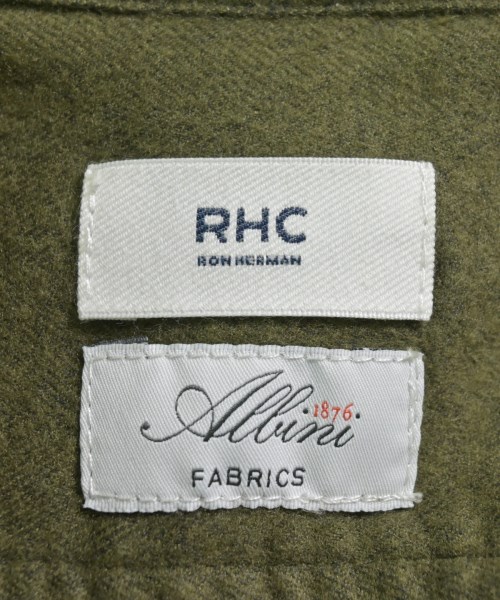 RHC
RON HERMAN
Albini 1876
FABRICS